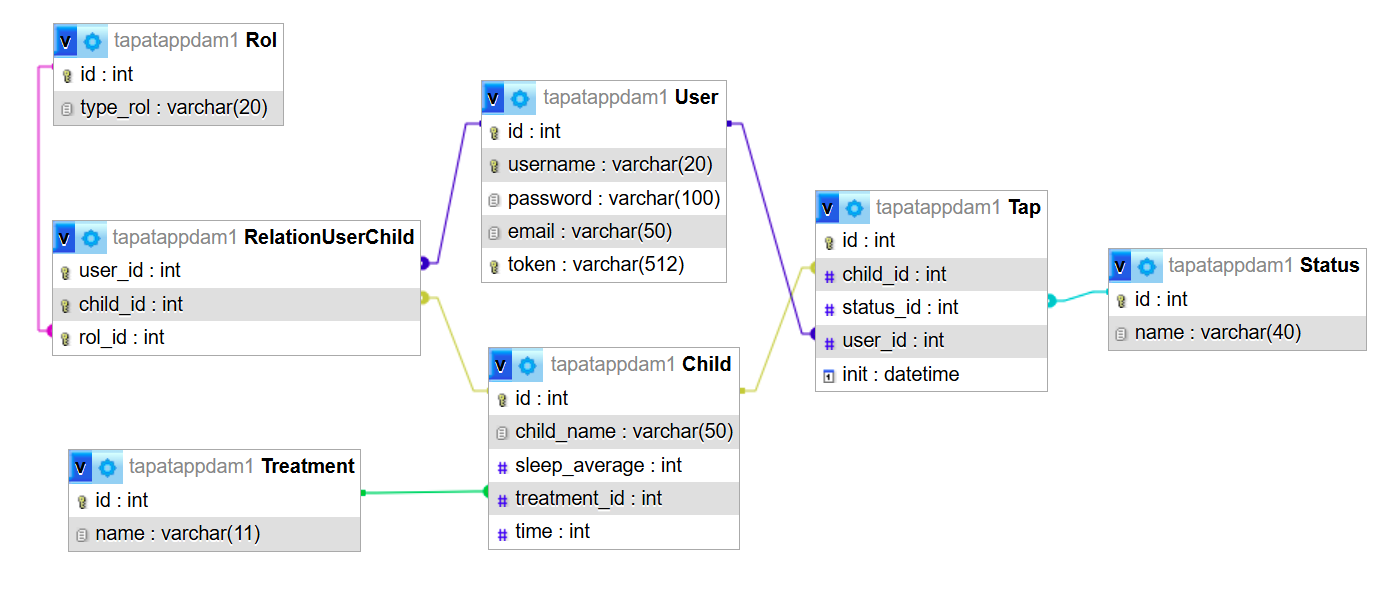 v tapatappdam1 Rol
id : int
type_rol : varchar(20)
v tapatappdam1 RelationUserChild
user_id : int
child_id : int
rol_id : int
v tapatappdam1 Treatment
id : int
name : varchar(11)
v tapatappdam1 User
id : int
username : varchar(20)
password : varchar(100)
email : varchar(50)
token : varchar(512)
v tapatappdam1 Child
id : int
child_name : varchar(50)
# sleep_average : int
# treatment_id : int
# time : int
v tapatappdam1 Tap
id : int
# child_id : int
# status_id : int
# user_id : int
init : datetime
v tapatappdam1 Status
id : int
name : varchar(40)